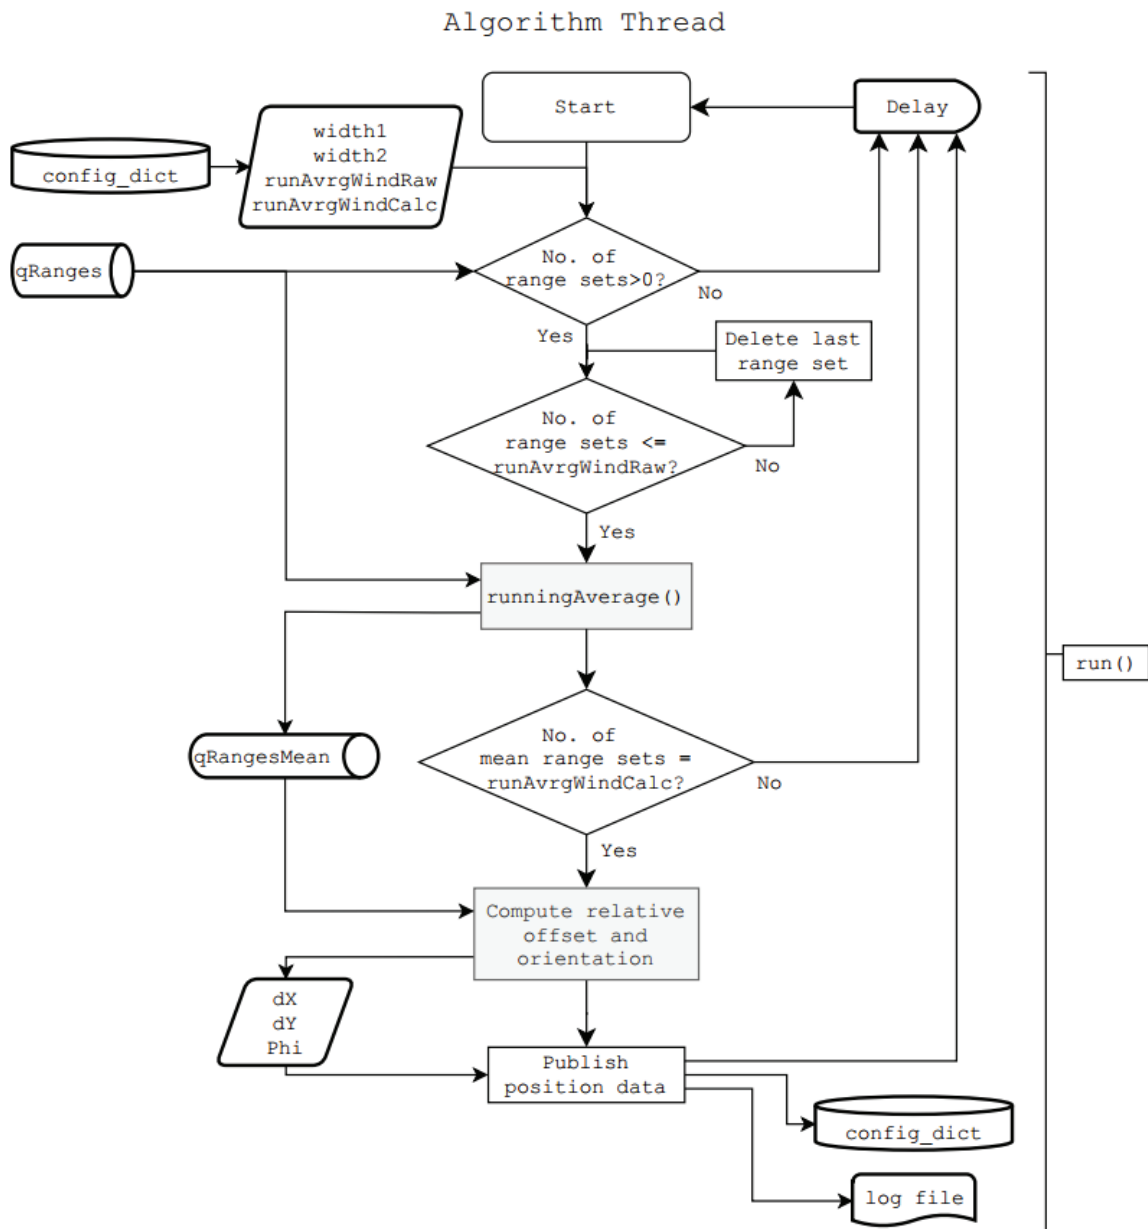 Algorithm Thread
Start
Delay
width1
width2
runAvrgWindRaw
runAvrgWindCalc
config_dict
qRanges
No. of
range sets>0?
No
Yes
Delete last
range set
No. of
range sets <=
runAvrgWindRaw?
No
Yes
runningAverage()
run()
No. of
mean range sets =
runAvrgWindCalc?
No
qRangesMean
Yes
Compute relative
offset and
orientation
dX
dY
Phi
Publish
position data
config_dict
log file